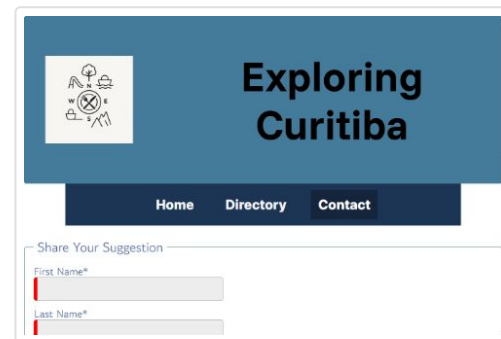 N
W E
S
Exploring
Curitiba
Home Directory Contact
Share Your Suggestion
First Name*
Last Name*